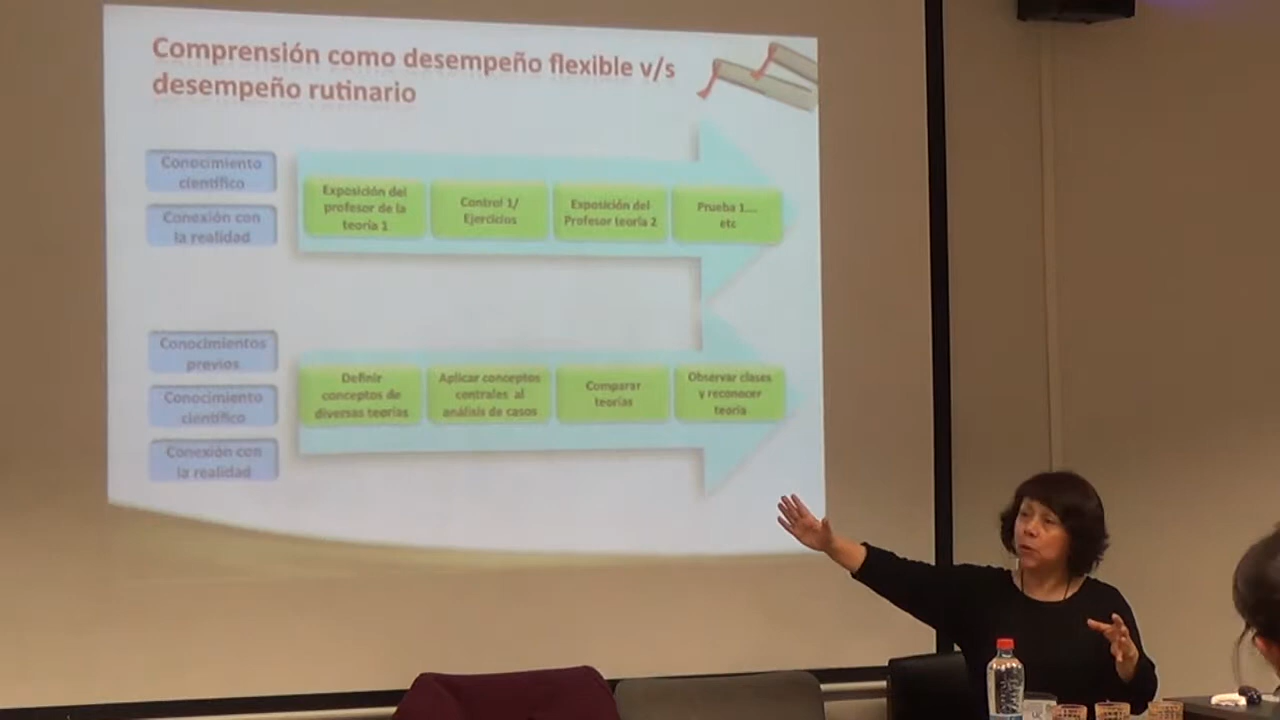 Comprensión como desempeño flexible v/s
desempeño rutinario
Conocimiento
científico
Conexión con
la realidad
Exposición del
profesor de la
teoría 1
Control 1/
Ejercicios
Exposición del
Profesor teoría 2
Prueba 1....
etc
Conocimientos
previos
Conocimiento
científico
Conexión con
la realidad
Definir
conceptos de
diversas teorías
Aplicar conceptos
centrales al
análisis de casos
Comparar
teorías
Observar clases
y reconocer
teoría